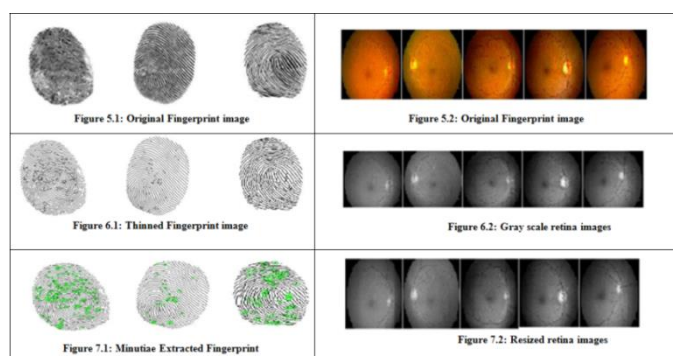 Figure 5.1: Original Fingerprint image
Figure 5.2: Original Fingerprint image
Figure 6.1: Thinned Fingerprint image
Figure 6.2: Gray scale retina images
Figure 7.1: Minutiae Extracted Fingerprint
Figure 7.2: Resized retina images